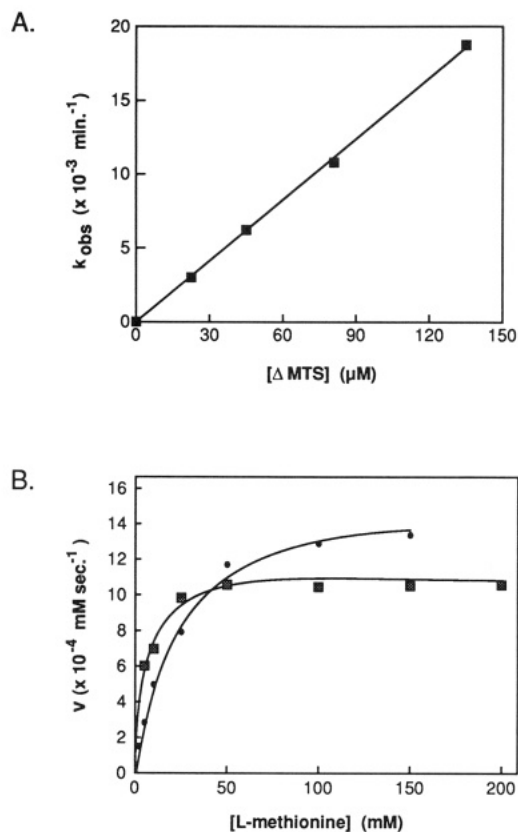 A.
20
15
10
5
0
k obs (x 10⁻³ min.⁻¹)
0 30 60 90 120 150
[Δ MTS] (µM)
B.
16
14
12
10
8
6
4
2
0
V (x 10⁻⁴ mM sec.⁻¹)
0 50 100 150 200
[L-methionine] (mM)